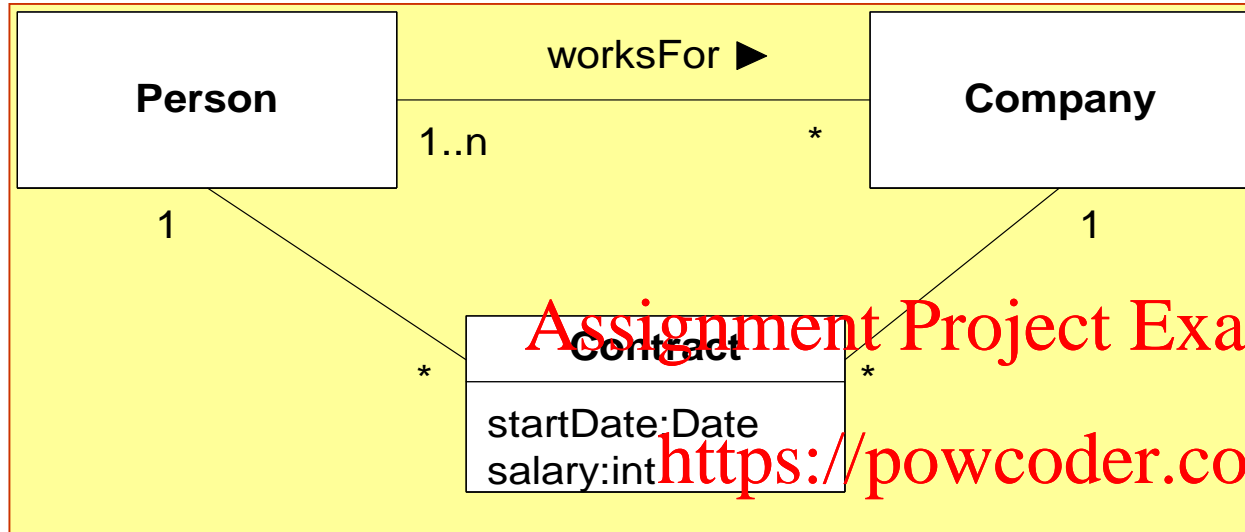 worksFor ►
Person
Company
1..n
*
1
1
Assignment Project Exa
Contract
*
*
startDate:Date
salary:int
https://powcoder.co